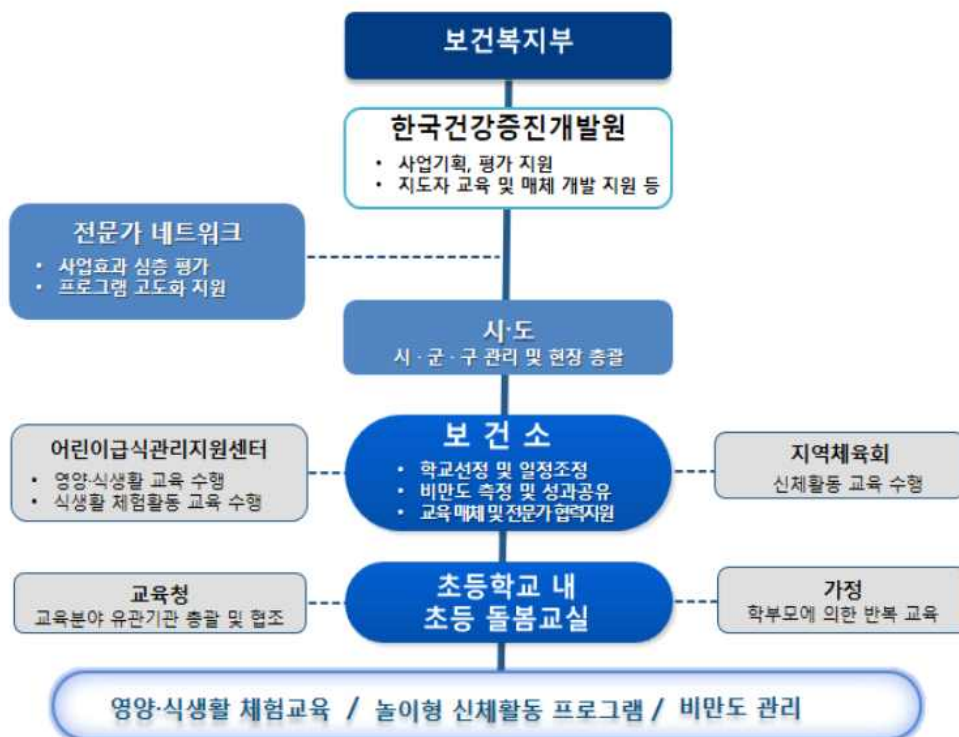 보건복지부
한국건강증진개발원
• 사업기획, 평가 지원
• 지도자 교육 및 매체 개발 지원 등
전문가 네트워크
• 사업효과 심층 평가
• 프로그램 고도화 지원
시·도
시·군·구 관리 및 현장 총괄
어린이급식관리지원센터
• 영양·식생활 교육 수행
• 식생활 체험활동 교육 수행
보 건 소
• 학교선정 및 일정조정
• 비만도 측정 및 성과공유
• 교육 매체 및 전문가 협력지원
지역체육회
신체활동 교육 수행
교육청
교육분야 유관기관 총괄 및 협조
초등학교 내
초등 돌봄교실
가정
학부모에 의한 반복 교육
영양·식생활 체험교육 / 놀이형 신체활동 프로그램 / 비만도 관리